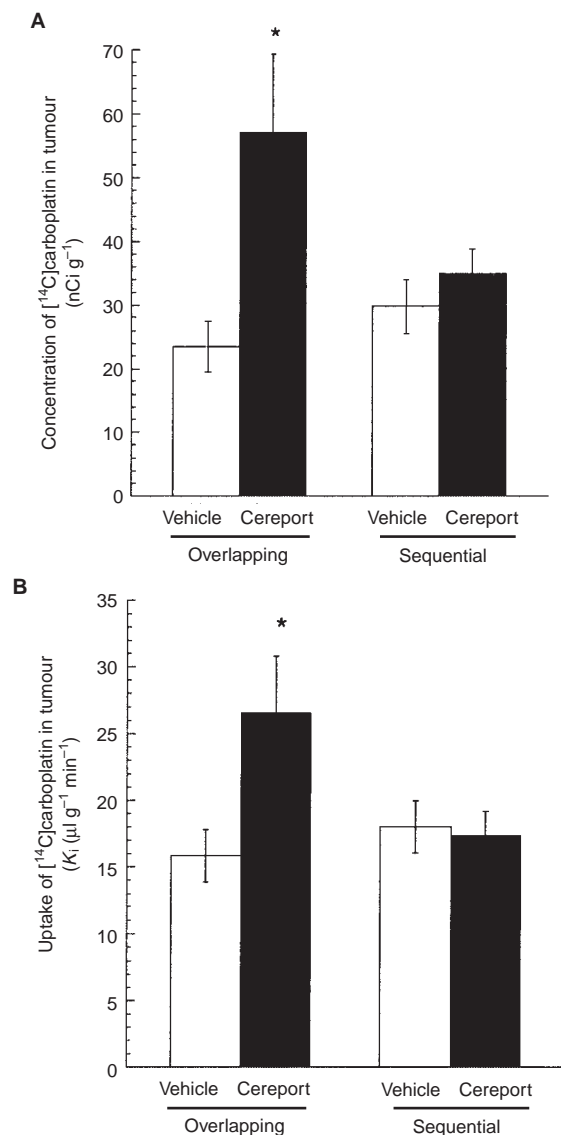 A
*
70
60
50
40
30
20
10
0
Concentration of [¹⁴C]carboplatin in tumour
(nCi g⁻¹)
Vehicle Cereport Vehicle Cereport
Overlapping Sequential
B
*
35
30
25
20
15
10
5
0
Uptake of [¹⁴C]carboplatin in tumour
(Kᵢ (µl g⁻¹ min⁻¹)
Vehicle Cereport Vehicle Cereport
Overlapping Sequential